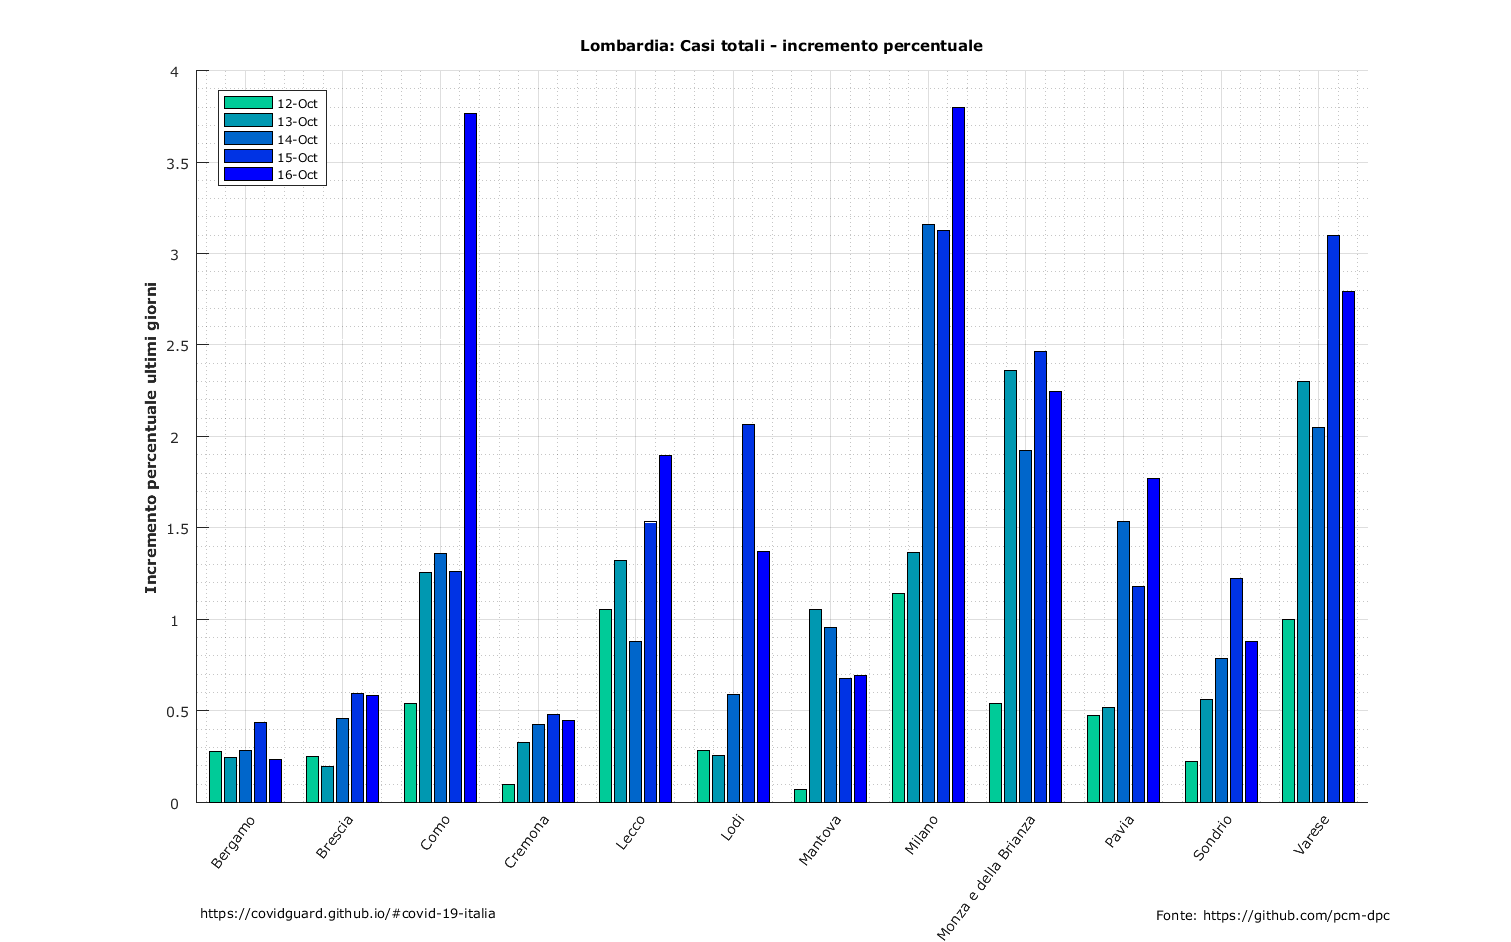 Lombardia: Casi totali - incremento percentuale
4
3.5
3
2.5
2
1.5
1
0.5
0
Incremento percentuale ultimi giorni
12-Oct
13-Oct
14-Oct
15-Oct
16-Oct
Bergamo
Brescia
Como
Cremona
Lecco
Lodi
Mantova
Milano
Monza e della Brianza
Pavia
Sondrio
Varese
https://covidguard.github.io/#covid-19-italia
Fonte: https://github.com/pcm-dpc